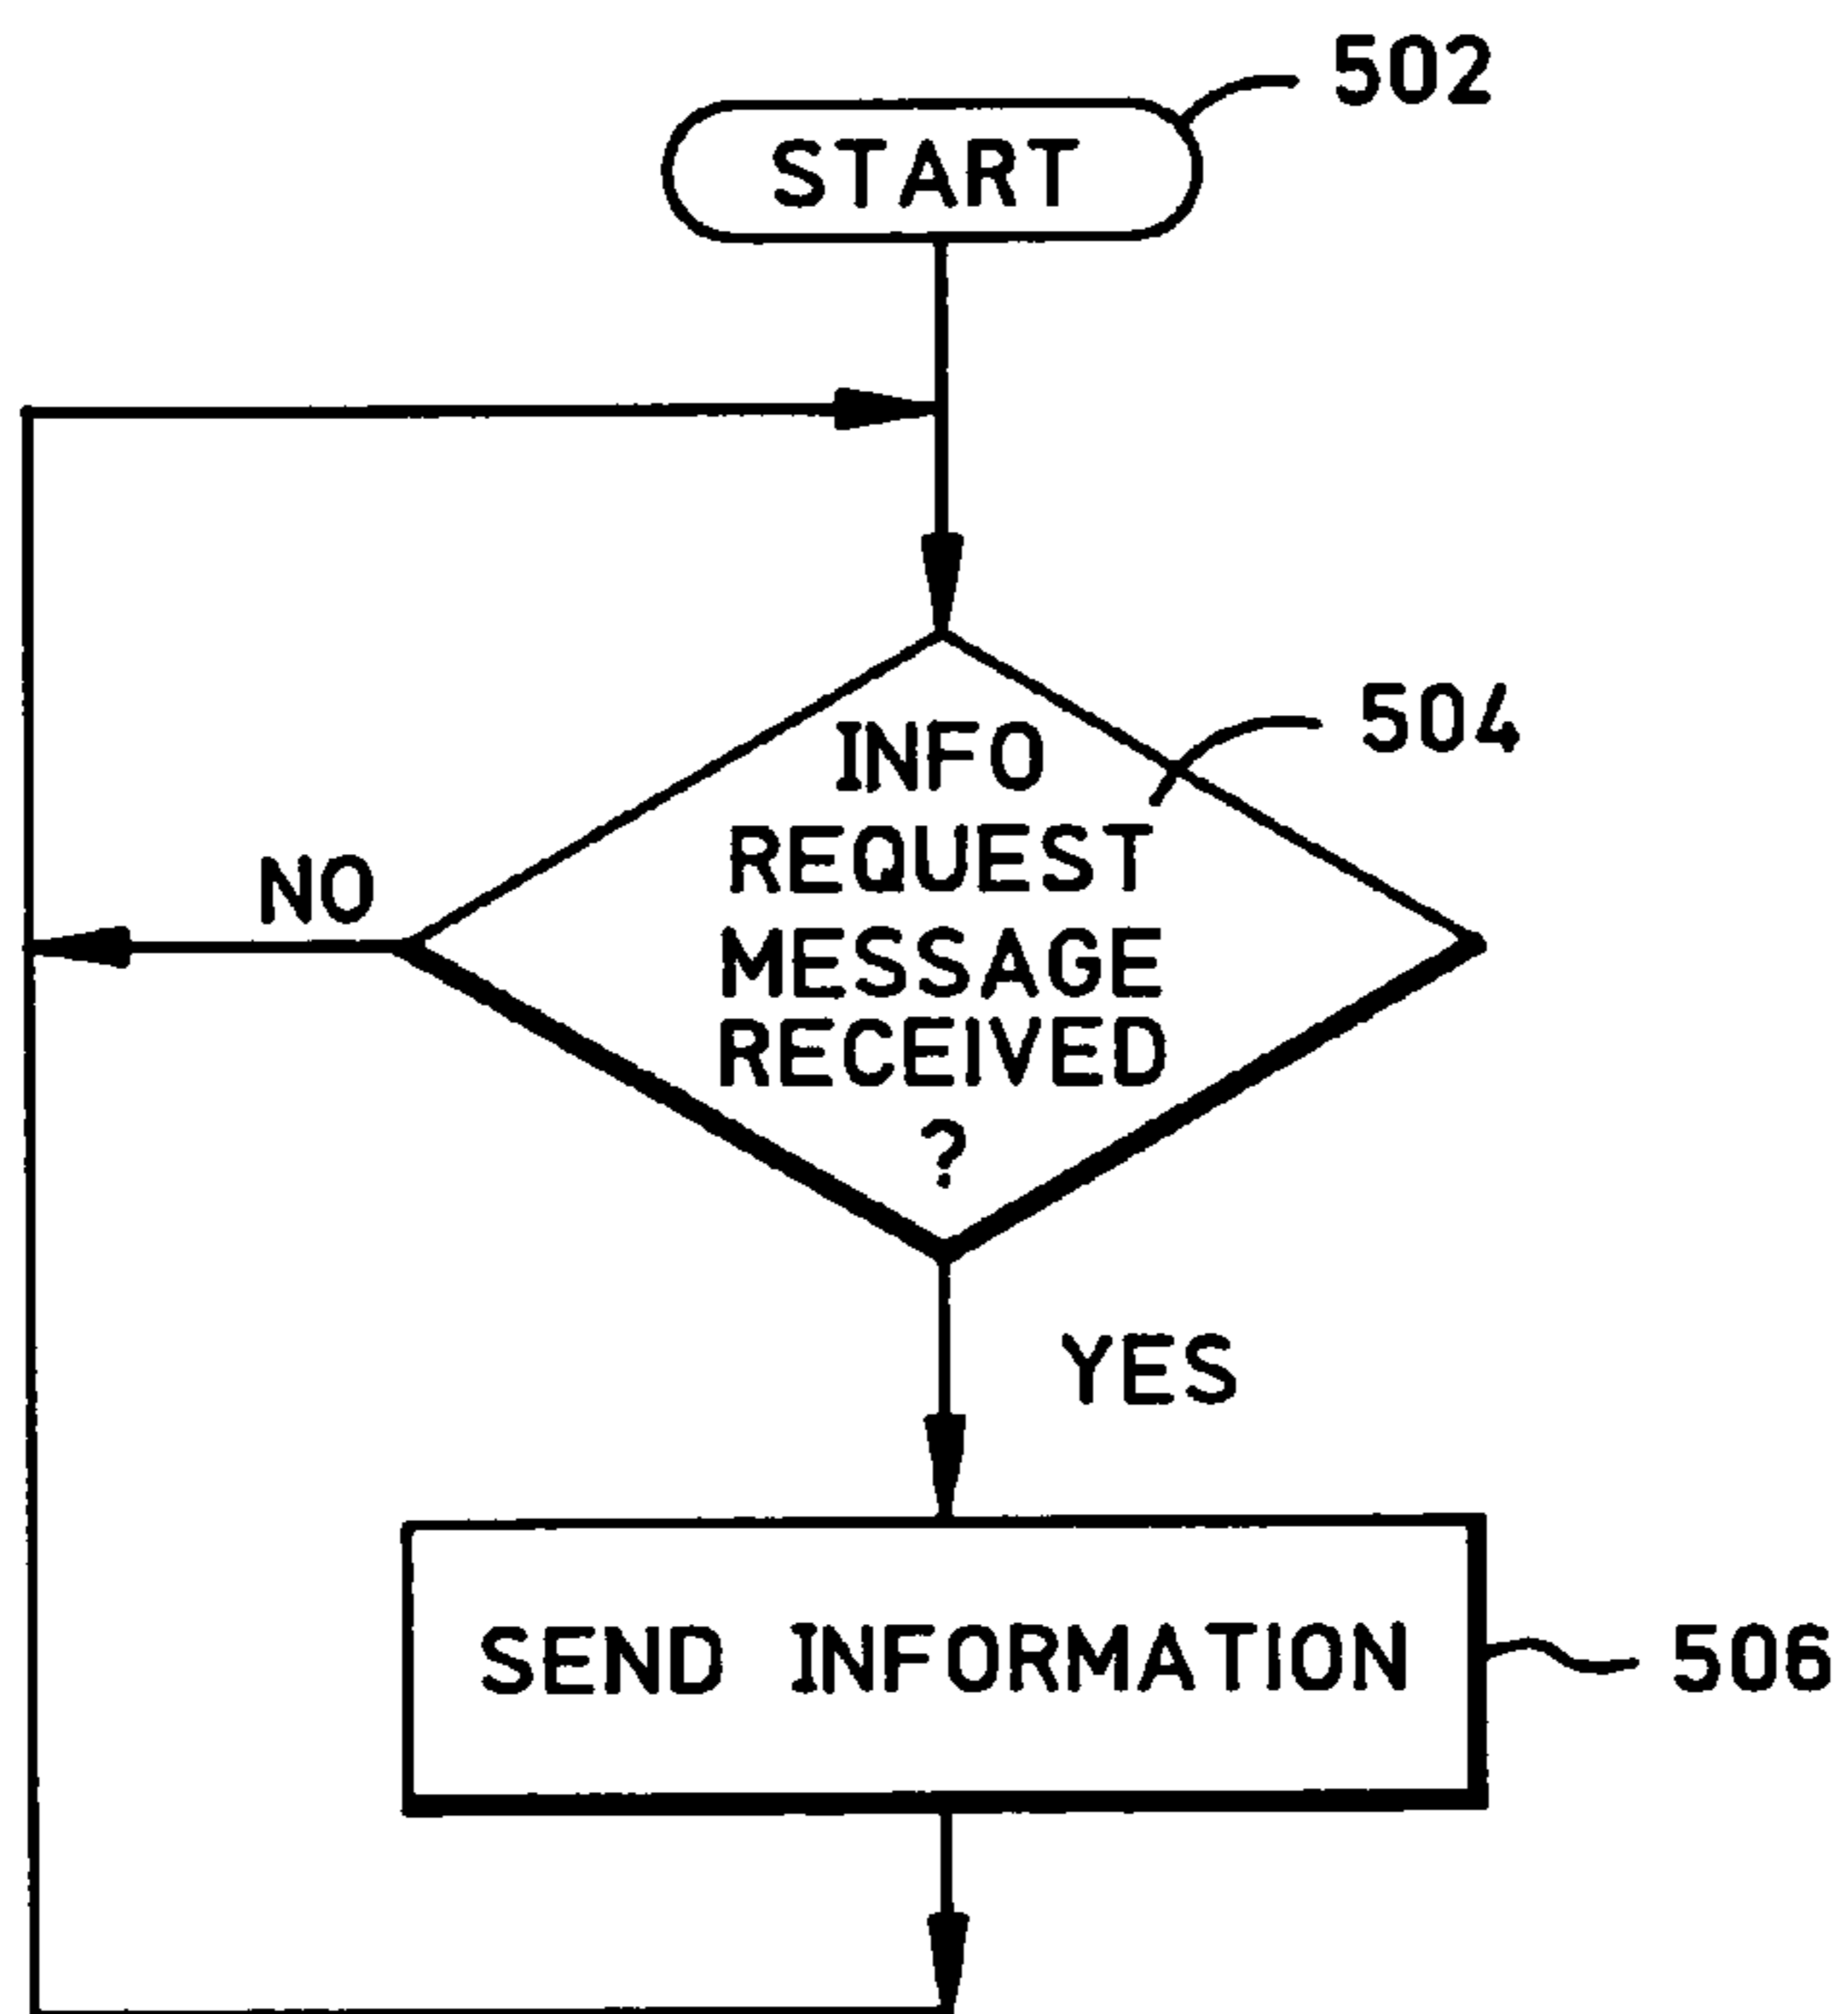 502
START
504
INFO
REQUEST
MESSAGE
RECEIVED
?
NO
YES
SEND INFORMATION
506